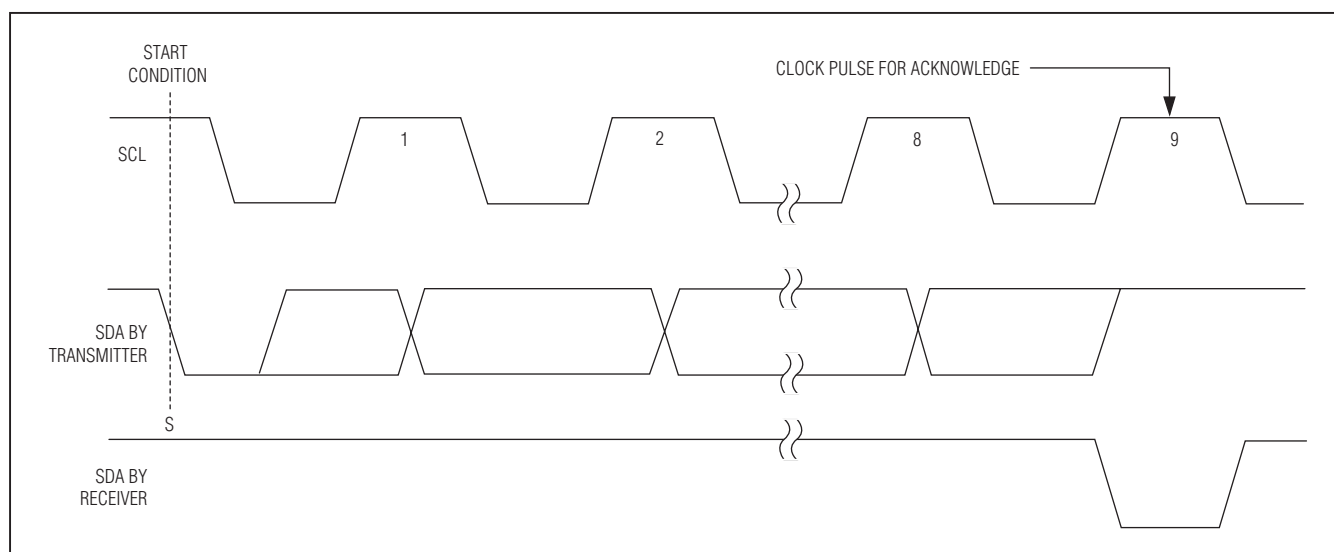 START
CONDITION
CLOCK PULSE FOR ACKNOWLEDGE
SCL
1
2
8
9
SDA BY
TRANSMITTER
S
SDA BY
RECEIVER